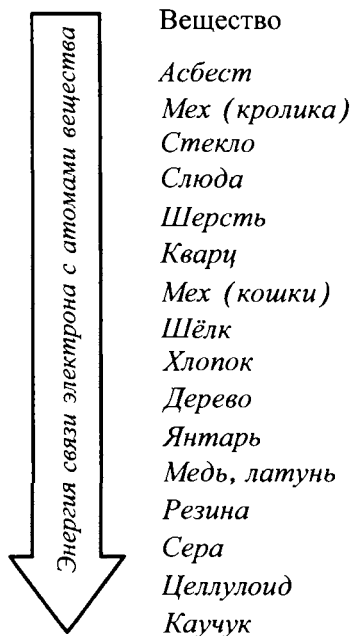 Вещество
Асбест
Мех (кролика)
Стекло
Слюда
Шерсть
Кварц
Мех (кошки)
Шёлк
Хлопок
Дерево
Янтарь
Медь, латунь
Резина
Сера
Целлулоид
Каучук
Энергия связи электрона с атомами вещества